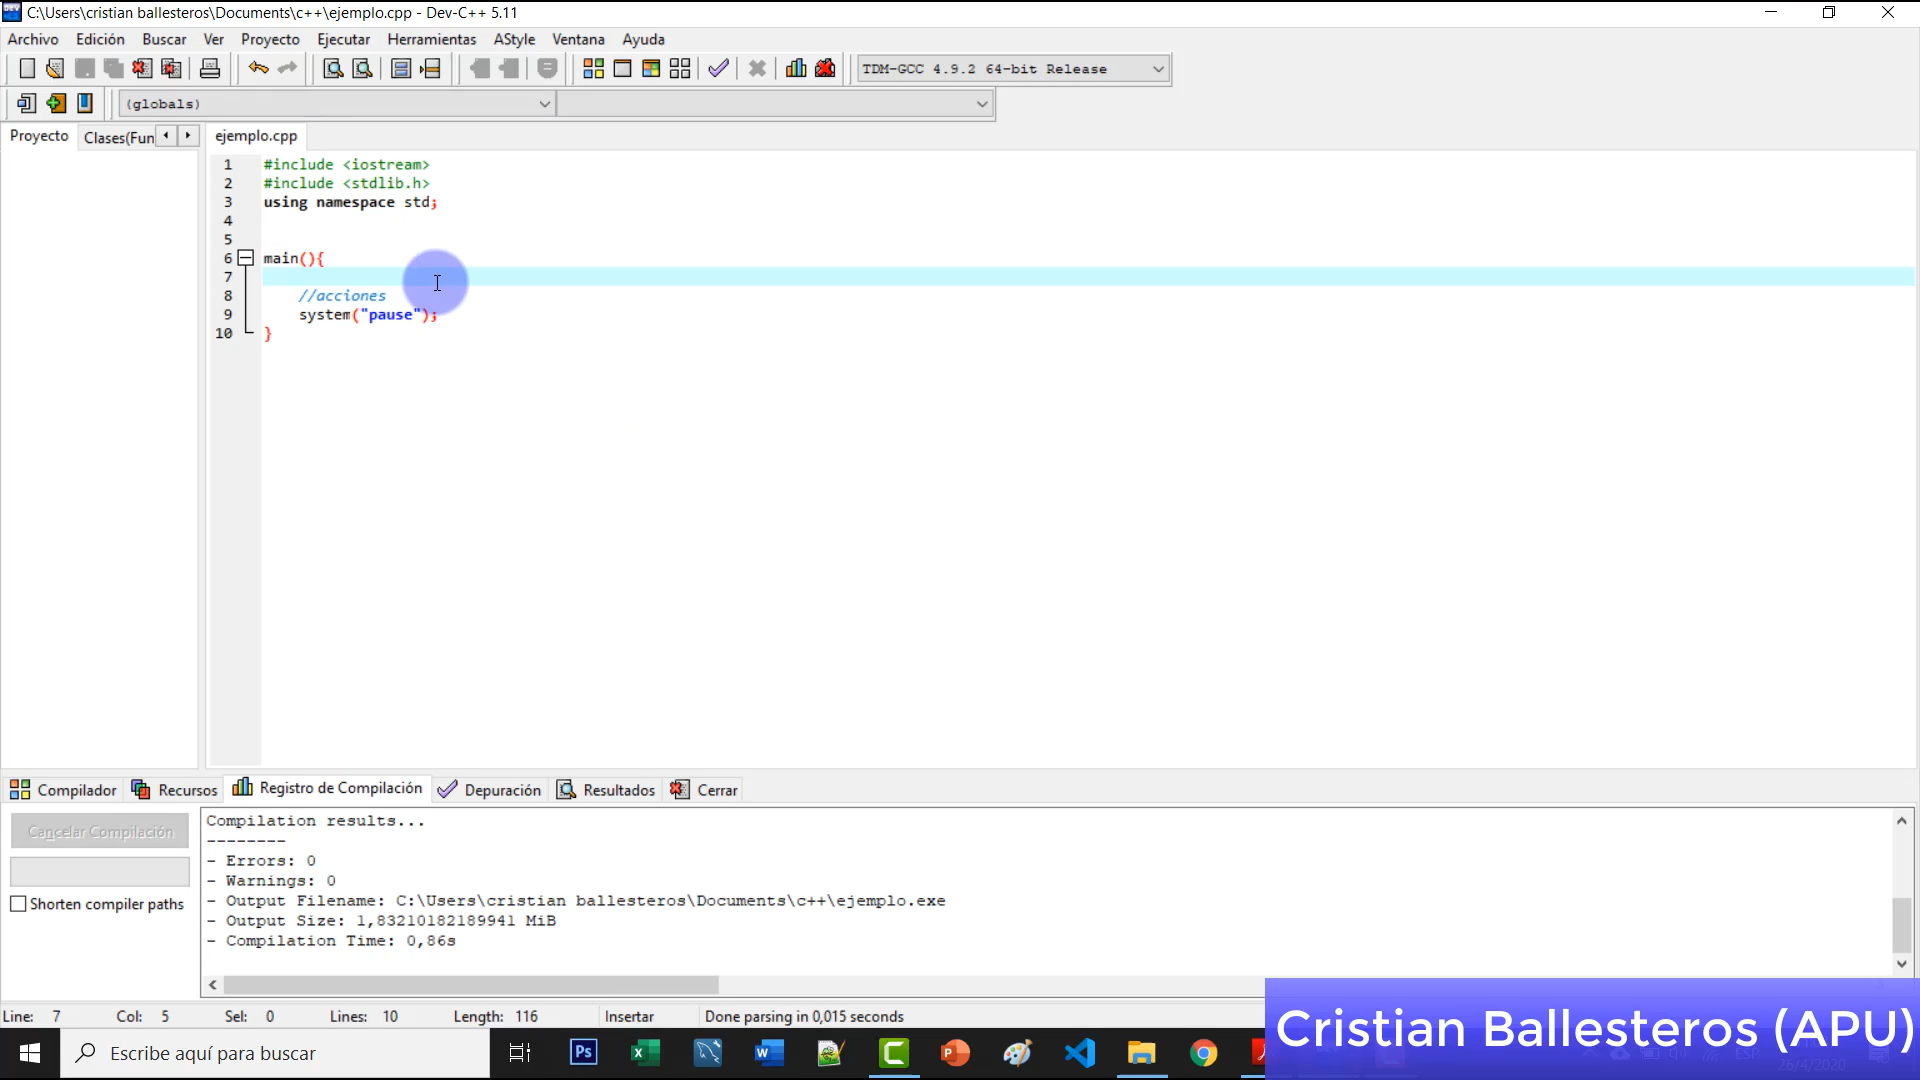 C:\Users\cristian ballesteros\Documents\c++\ejemplo.cpp - Dev-C++ 5.11
Archivo Edición Buscar Ver Proyecto Ejecutar Herramientas AStyle Ventana Ayuda
TDM-GCC 4.9.2 64-bit Release
(globals)
Proyecto Clases(Fun ejemplo.cpp
1 #include <iostream>
2 #include <stdlib.h>
3 using namespace std;
4
5
6 main(){
7
8 //acciones
9 system("pause");
10 }
Compilador Recursos Registro de Compilación Depuración Resultados Cerrar
Cancelar Compilación
Shorten compiler paths
Compilation results...
--------
- Errors: 0
- Warnings: 0
- Output Filename: C:\Users\cristian ballesteros\Documents\c++\ejemplo.exe
- Output Size: 1,83210182189941 MiB
- Compilation Time: 0,86s
Line: 7 Col: 5 Sel: 0 Lines: 10 Length: 116 Insertar Done parsing in 0,015 seconds
Cristian Ballesteros (APU)
Escribe aquí para buscar
26/4/2020